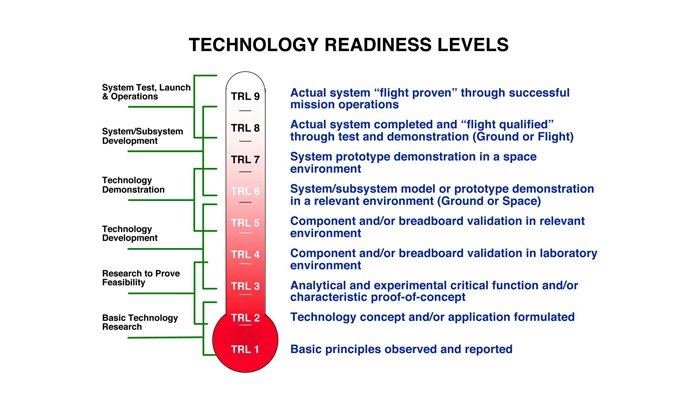 TECHNOLOGY READINESS LEVELS
System Test, Launch
& Operations
System/Subsystem
Development
Technology
Demonstration
Technology
Development
Research to Prove
Feasibility
Basic Technology
Research
TRL 9
TRL 8
TRL 7
TRL 6
TRL 5
TRL 4
TRL 3
TRL 2
TRL 1
Actual system “flight proven” through successful
mission operations
Actual system completed and “flight qualified”
through test and demonstration (Ground or Flight)
System prototype demonstration in a space
environment
System/subsystem model or prototype demonstration
in a relevant environment (Ground or Space)
Component and/or breadboard validation in relevant
environment
Component and/or breadboard validation in laboratory
environment
Analytical and experimental critical function and/or
characteristic proof-of-concept
Technology concept and/or application formulated
Basic principles observed and reported